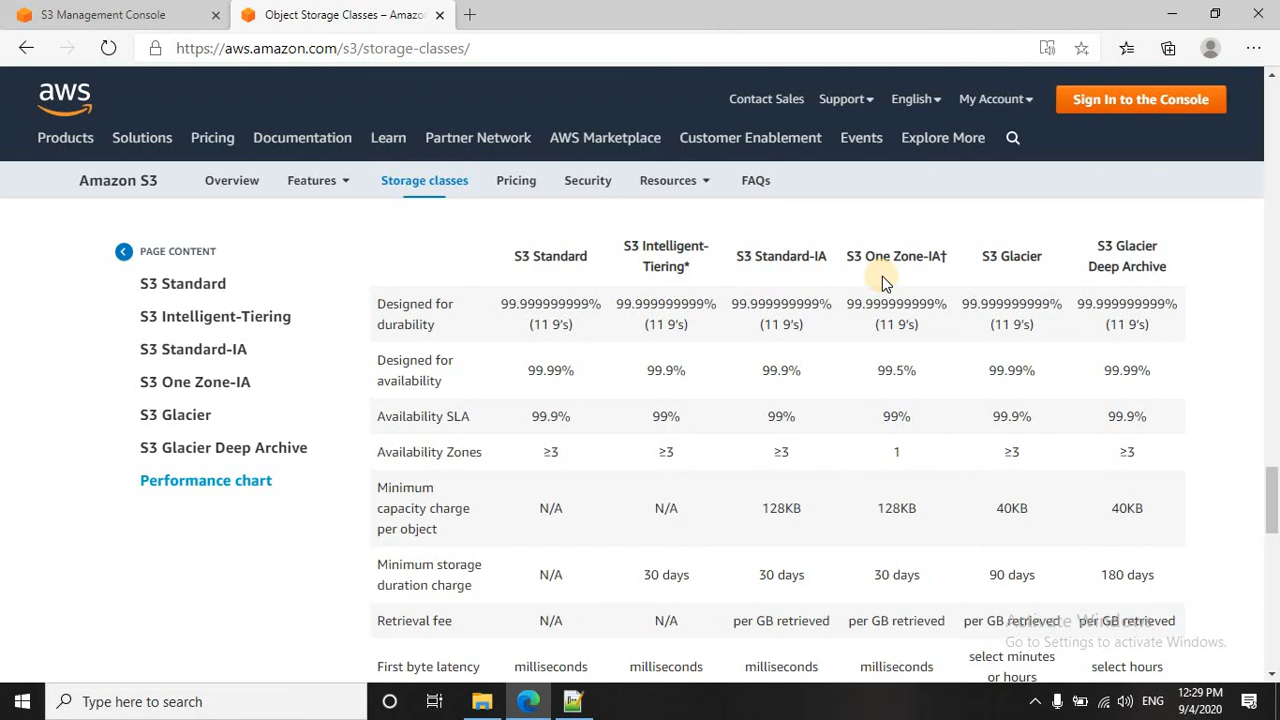 S3 Management Console
Object Storage Classes – Amazon
https://aws.amazon.com/s3/storage-classes/
aws
Contact Sales Support English My Account Sign In to the Console
Products Solutions Pricing Documentation Learn Partner Network AWS Marketplace Customer Enablement Events Explore More
Amazon S3 Overview Features Storage classes Pricing Security Resources FAQs
PAGE CONTENT
S3 Standard
S3 Intelligent-Tiering
S3 Standard-IA
S3 One Zone-IA
S3 Glacier
S3 Glacier Deep Archive
Performance chart
S3 Standard
S3 Intelligent-
Tiering*
S3 Standard-IA
S3 One Zone-IA†
S3 Glacier
S3 Glacier
Deep Archive
Designed for
durability
99.999999999%
(11 9's)
99.999999999%
(11 9's)
99.999999999%
(11 9's)
99.999999999%
(11 9's)
99.999999999%
(11 9's)
99.999999999%
(11 9's)
Designed for
availability
99.99% 99.9% 99.9% 99.5% 99.99% 99.99%
Availability SLA 99.9% 99% 99% 99% 99.9% 99.9%
Availability Zones ≥3 ≥3 ≥3 1 ≥3 ≥3
Minimum
capacity charge
per object
N/A N/A 128KB 128KB 40KB 40KB
Minimum storage
duration charge
N/A 30 days 30 days 30 days 90 days 180 days
Retrieval fee N/A N/A per GB retrieved per GB retrieved per GB retrieved per GB retrieved
First byte latency milliseconds milliseconds milliseconds milliseconds
select minutes
or hours
select hours
Activate Windows
Go to Settings to activate Windows.
Type here to search
ENG
12:29 PM
9/4/2020